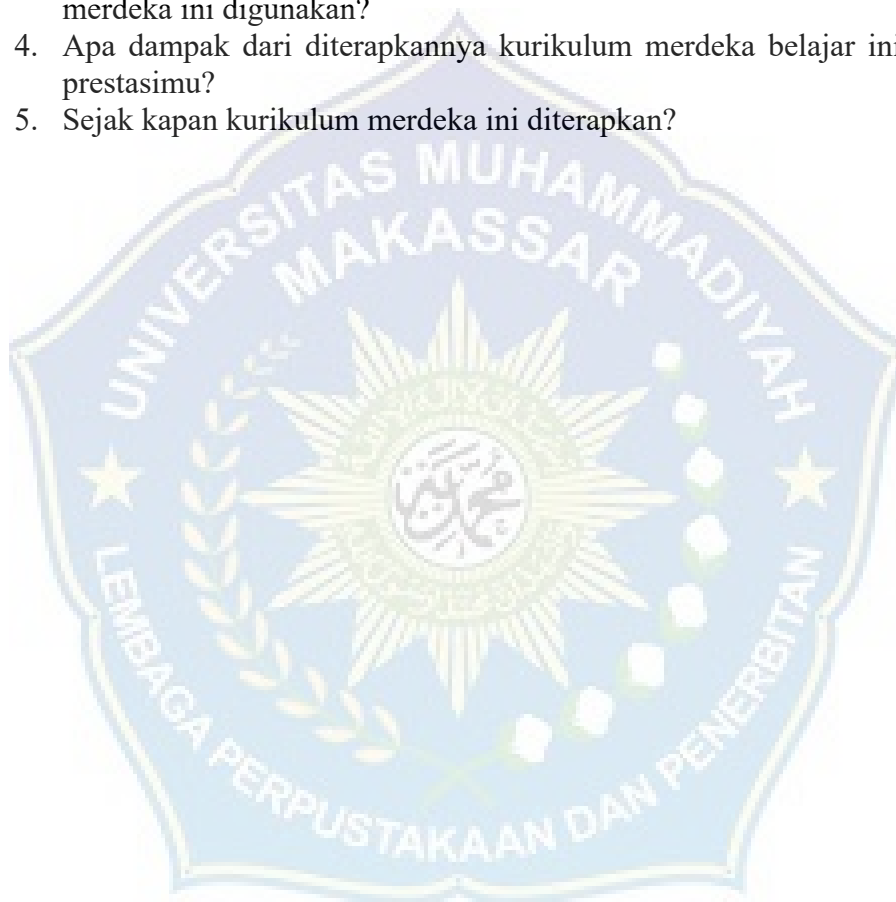 merdeka ini digunakan?
4. Apa dampak dari diterapkannya kurikulum merdeka belajar ini
prestasimu?
5. Sejak kapan kurikulum merdeka ini diterapkan?
UNIVERSITAS MUHAMMADIYAH
MAKASSAR
LEMBAGA PERPUSTAKAAN DAN PENERBITAN